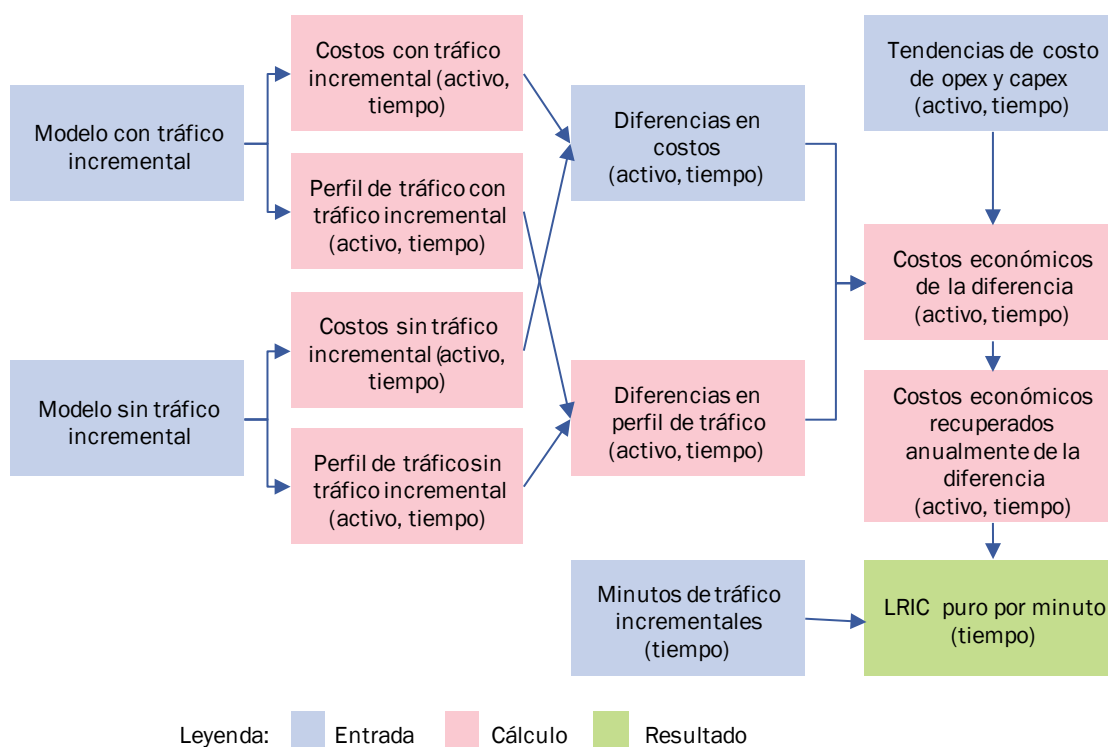 Modelo con tráfico
incremental
Costos con tráfico
incremental (activo,
tiempo)
Perfil de tráfico con
tráfico incremental
(activo, tiempo)
Modelo sin tráfico
incremental
Costos sin tráfico
incremental (activo,
tiempo)
Perfil de tráfico sin
tráfico incremental
(activo, tiempo)
Diferencias en
costos
(activo, tiempo)
Diferencias en
perfil de tráfico
(activo, tiempo)
Tendencias de costo
de opex y capex
(activo, tiempo)
Costos económicos
de la diferencia
(activo, tiempo)
Costos económicos
recuperados
anualmente de la
diferencia
(activo, tiempo)
Minutos de tráfico
incrementales
(tiempo)
LRIC puro por minuto
(tiempo)
Leyenda: Entrada Cálculo Resultado